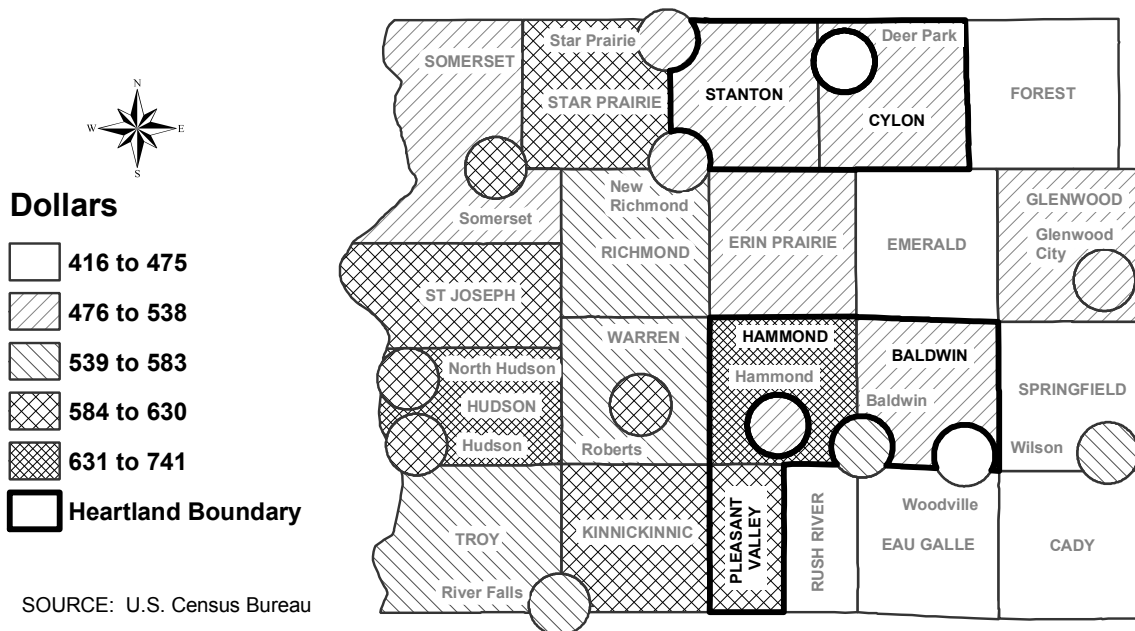 Star Prairie
Deer Park
SOMERSET
STANTON
FOREST
STAR PRAIRIE
CYLON
N
W
E
S
Dollars
416 to 475
476 to 538
539 to 583
584 to 630
631 to 741
Heartland Boundary
SOURCE: U.S. Census Bureau
Somerset
New
Richmond
RICHMOND
ERIN PRAIRIE
EMERALD
GLENWOOD
Glenwood
City
ST JOSEPH
WARREN
HAMMOND
BALDWIN
North Hudson
Hammond
HUDSON
Baldwin
SPRINGFIELD
Hudson
Roberts
Wilson
TROY
KINNICKINNIC
PLEASANT
VALLEY
RUSH RIVER
Woodville
EAU GALLE
CADY
River Falls